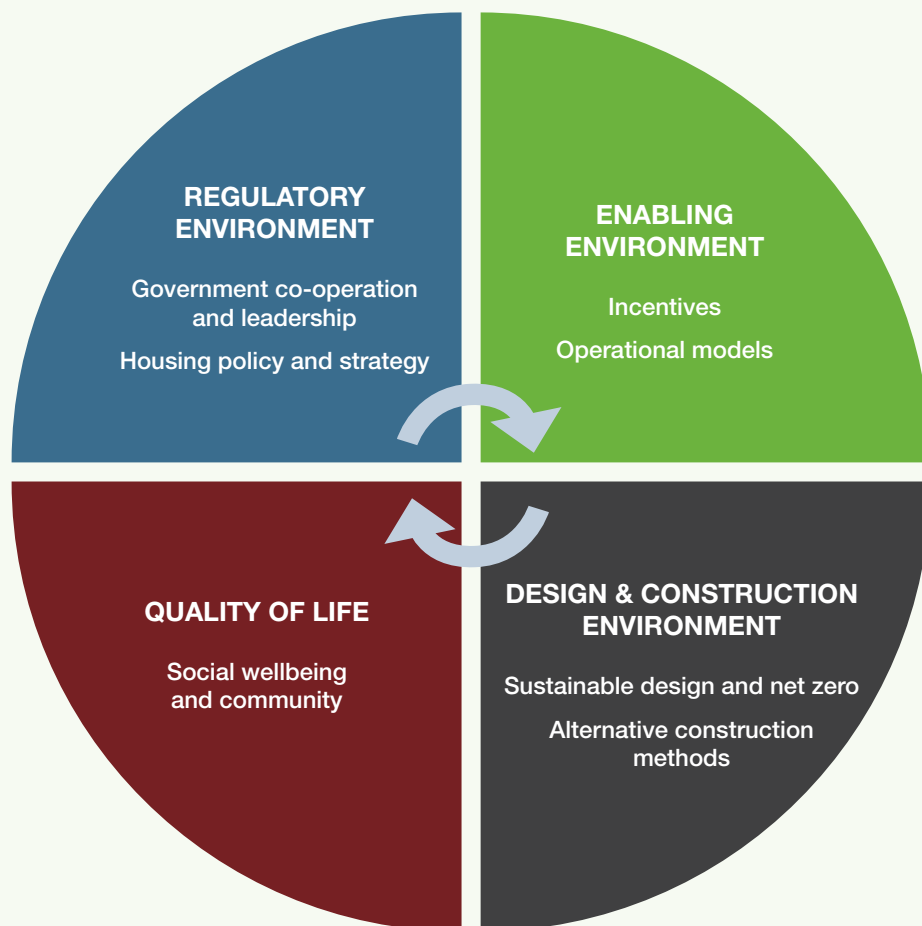 REGULATORY
ENVIRONMENT
Government co-operation
and leadership
Housing policy and strategy
ENABLING
ENVIRONMENT
Incentives
Operational models
QUALITY OF LIFE
Social wellbeing
and community
DESIGN & CONSTRUCTION
ENVIRONMENT
Sustainable design and net zero
Alternative construction
methods